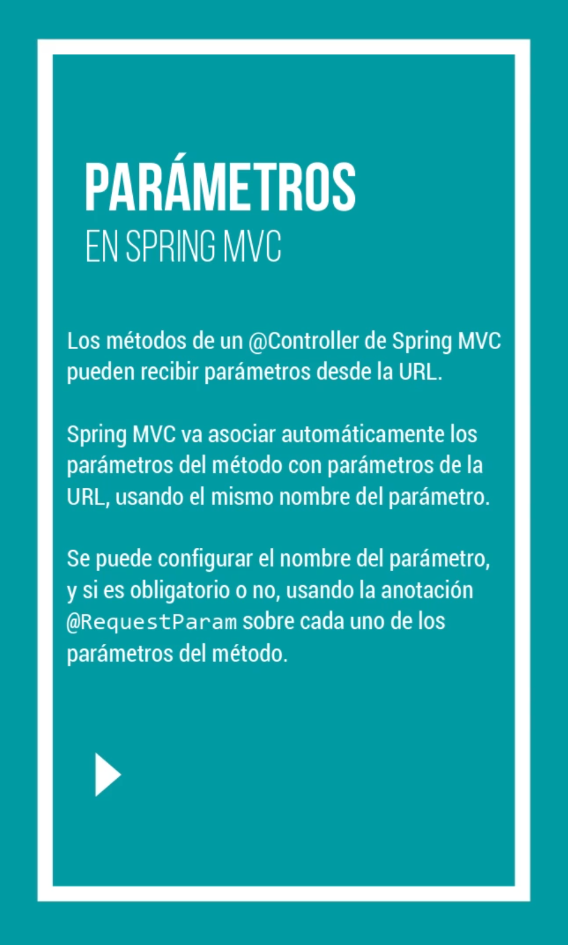 PARÁMETROS
EN SPRING MVC
Los métodos de un @Controller de Spring MVC
pueden recibir parámetros desde la URL.
Spring MVC va asociar automáticamente los
parámetros del método con parámetros de la
URL, usando el mismo nombre del parámetro.
Se puede configurar el nombre del parámetro,
y si es obligatorio o no, usando la anotación
@RequestParam sobre cada uno de los
parámetros del método.